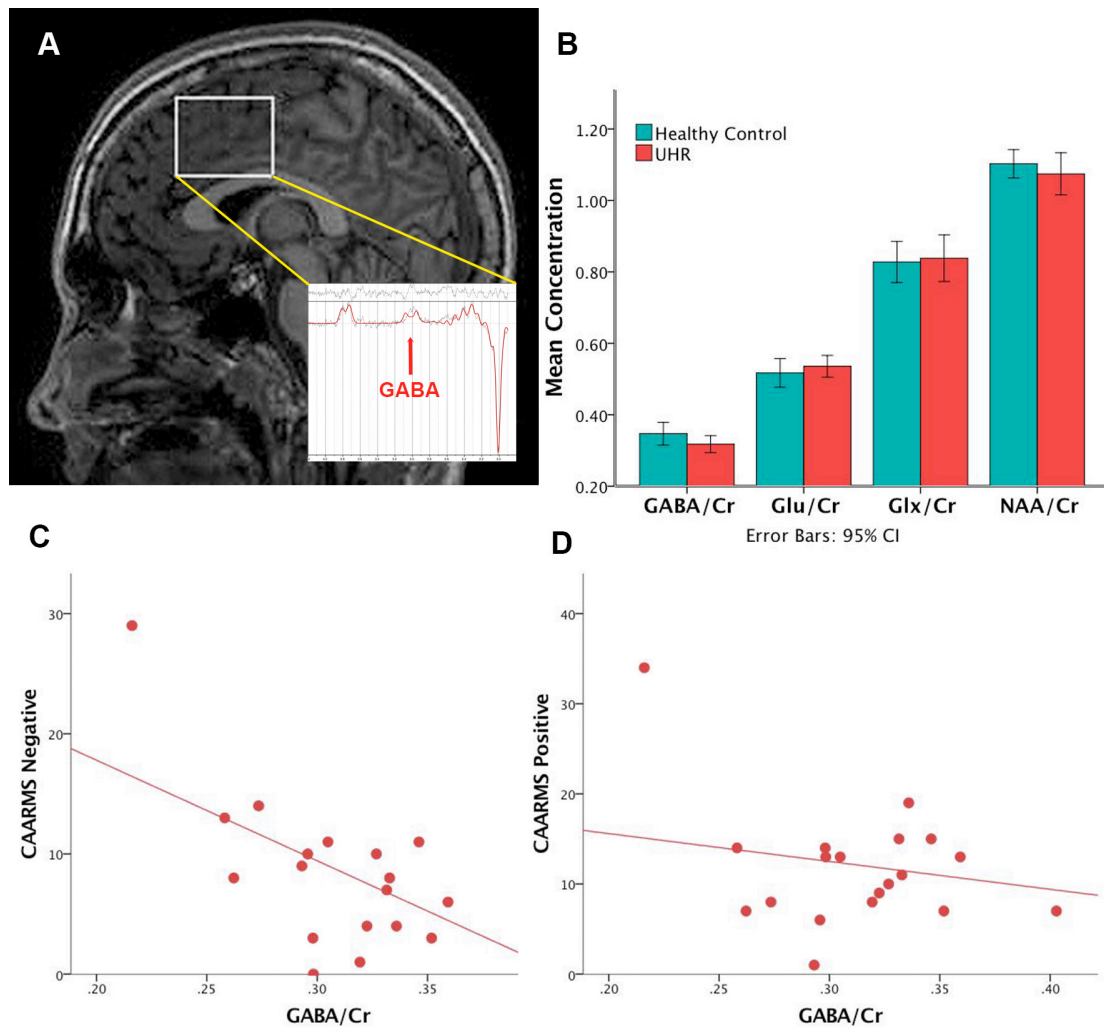 A
GABA
B
Mean Concentration
1.20
1.00
0.80
0.60
0.40
0.20
Healthy Control
UHR
GABA/Cr
Glu/Cr
Glx/Cr
NAA/Cr
Error Bars: 95% CI
C
CAARMS Negative
30
20
10
0
.20
.25
.30
.35
GABA/Cr
D
CAARMS Positive
40
30
20
10
0
.20
.25
.30
.35
.40
GABA/Cr